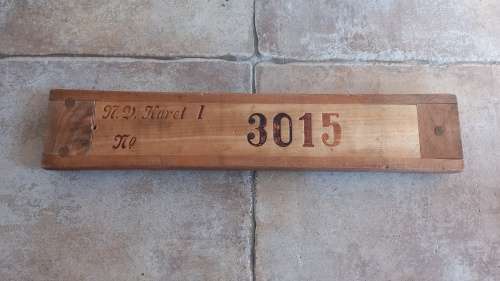 N.V. Karel I
No 3015